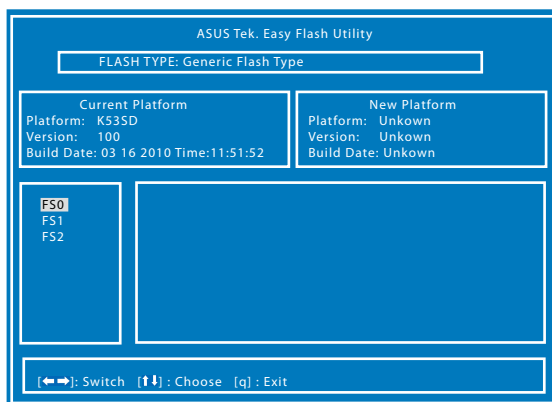 ASUS Tek. Easy Flash Utility
FLASH TYPE: Generic Flash Type
Current Platform
Platform: K53SD
Version: 100
Build Date: 03 16 2010 Time:11:51:52
New Platform
Platform: Unknown
Version: Unknown
Build Date: Unkown
FS0
FS1
FS2
[←→]: Switch [↑↓] : Choose [q] : Exit